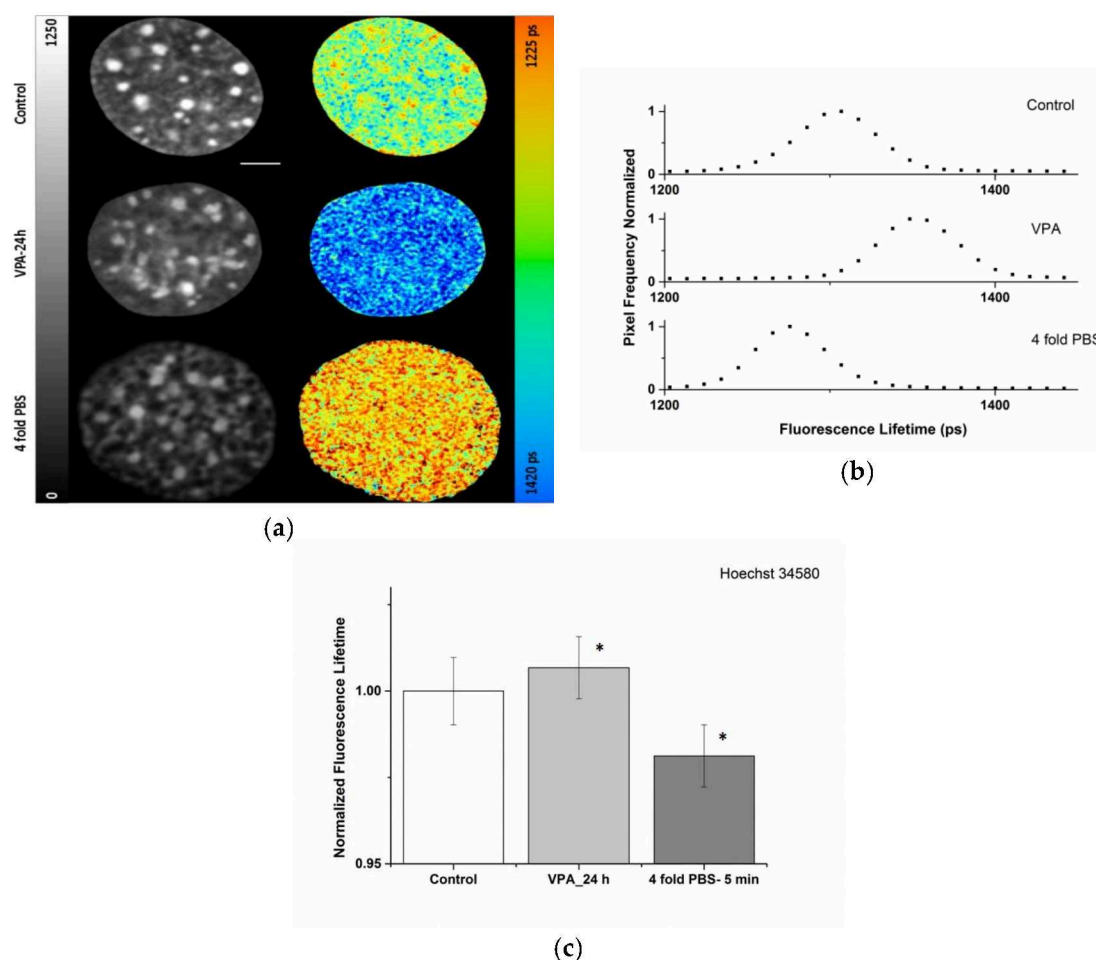 1250
0
Control
VPA-24h
4 fold PBS
1225 ps
1420 ps
(a)
Pixel Frequency Normalized
1
0
1200
1400
Control
1
0
1200
1400
VPA
1
0
1200
1400
4 fold PBS
Fluorescence Lifetime (ps)
(b)
Hoechst 34580
Normalized Fluorescence Lifetime
1.00
0.95
*
*
Control
VPA_24 h
4 fold PBS- 5 min
(c)